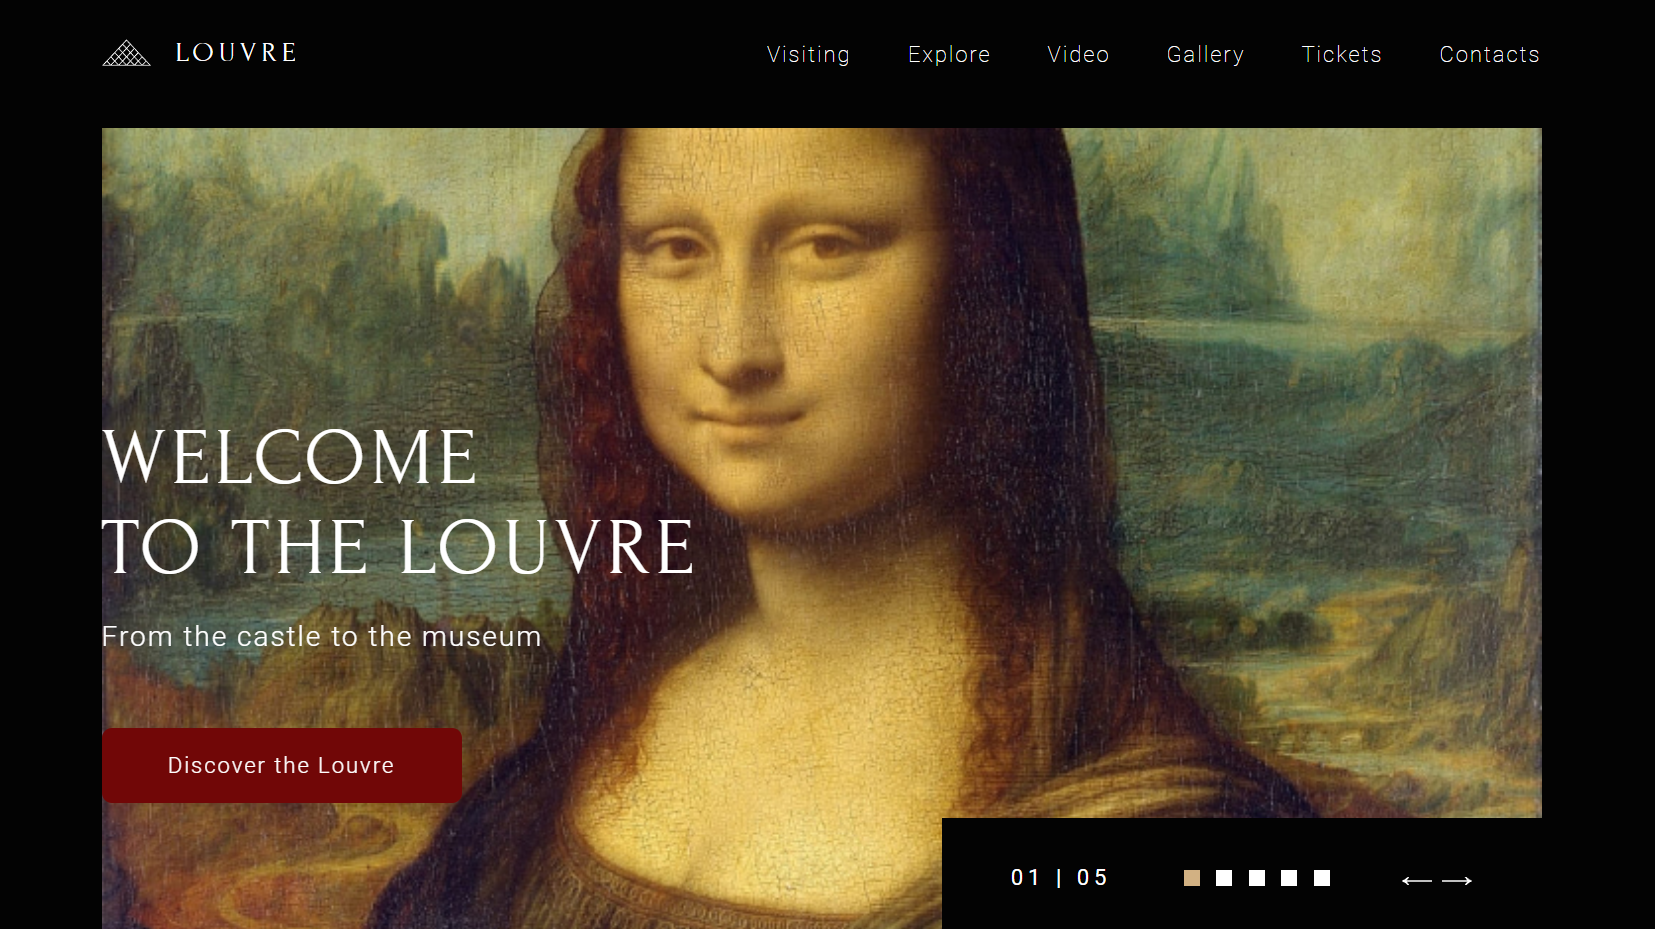 LOUVRE
Visiting Explore Video Gallery Tickets Contacts
WELCOME
TO THE LOUVRE
From the castle to the museum
Discover the Louvre
01 | 05